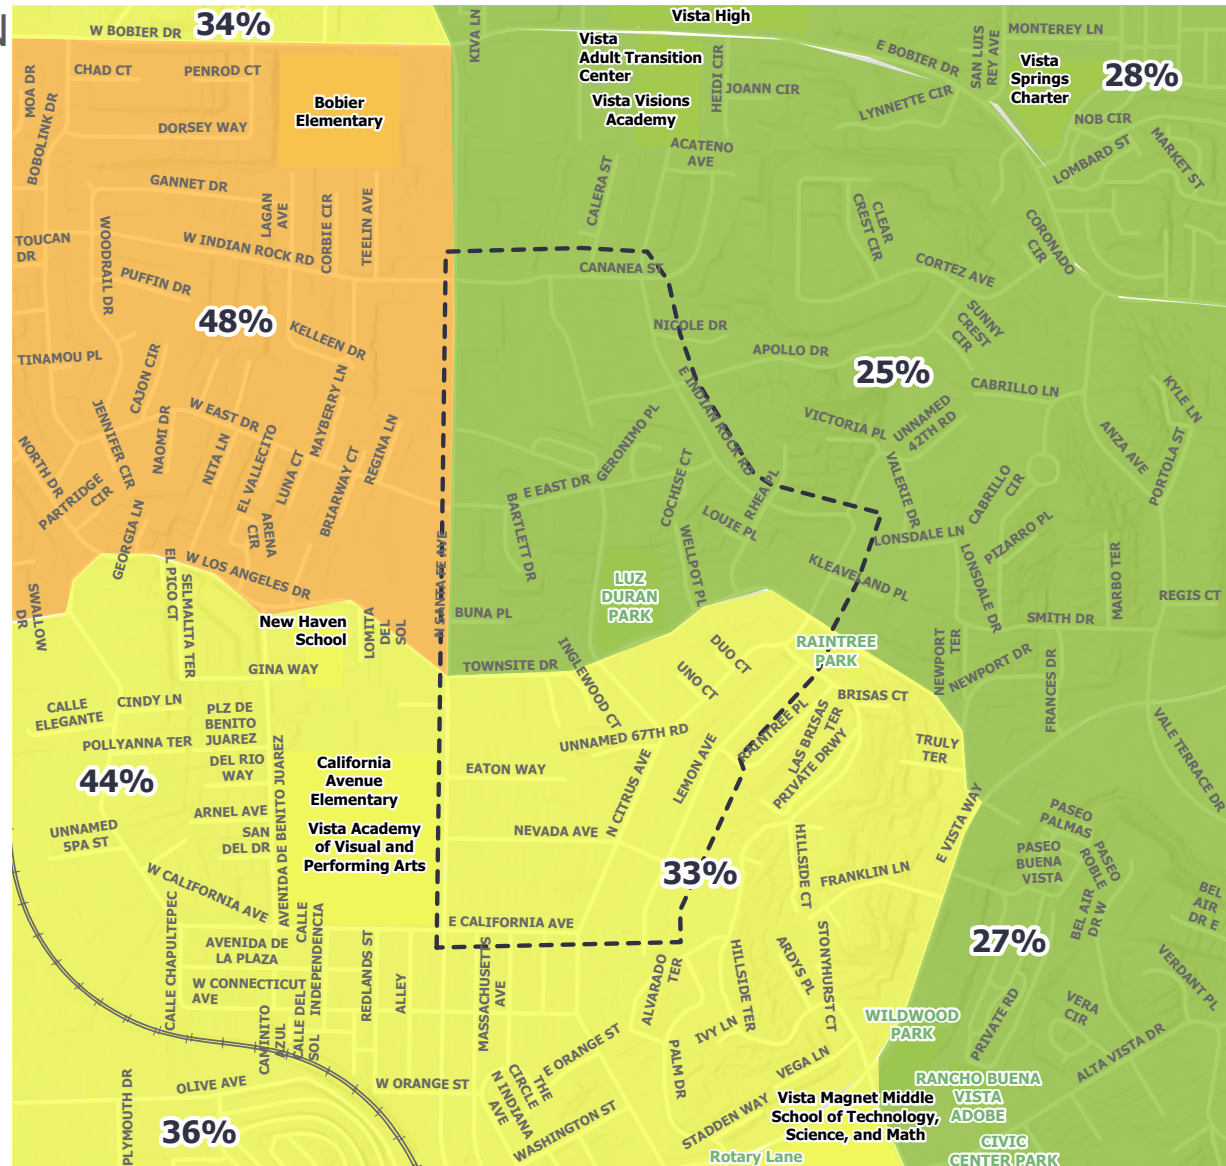 N
34%
W BOBIER DR
KIVA LN
Vista High
Vista
Adult Transition
Center
HEIDI CIR
E BOBIER DR
SAN LUIS
REY AVE
MONTEREY LN
MOA DR
CHAD CT
PENROD CT
Bobier
Elementary
Vista Visions
Academy
JOANN CIR
LYNNETTE CIR
Vista
Springs
Charter
28%
NOB CIR
BOBOLINK DR
DORSEY WAY
ACATENO
AVE
LOMBARD ST
MARKET ST
GANNET DR
LAGAN
AVE
CORBIE CIR
TEELIN AVE
CALERA ST
CLEAR
CREST CIR
CORONADO
CIR
TOUCAN
DR
WOODRAIL DR
W INDIAN ROCK RD
PUFFIN DR
CANANEA ST
CORTEZ AVE
48%
KELLEEN DR
NICOLE DR
SUNNY
CREST
CIR
TINAMOU PL
CAJON CIR
APOLLO DR
25%
E INDIAN ROCK RD
CABRILLO LN
KYLE LN
JENNIFER CIR
NAOMI DR
W EAST DR
MAYBERRY LN
REGINA LN
GERONIMO PL
VICTORIA PL
UNNAMED
42TH RD
ANZA AVE
PORTOLA ST
NORTH DR
PARTRIDGE
CIR
NITA LN
EL VALLECITO
LUNA CT
BRIARWAY CT
E EAST DR
COCHISE CT
RHEA PL
VALERIE DR
CABRILLO
CIR
GEORGIA LN
ARENA
CIR
BARTLETT DR
LOUIE PL
LONSDALE LN
PIZARRO PL
EL PICO CT
SELMALITA TER
W LOS ANGELES DR
N SANTA FE AVE
WELLPOT PL
KLEAVELAND PL
LONSDALE DR
MARBO TER
SWALLOW
DR
LUZ
DURAN
PARK
BUNA PL
REGIS CT
New Haven
School
LOMITA
DEL
SOL
SMITH DR
RAINTREE
PARK
NEWPORT
TER
GINA WAY
TOWNSITE DR
INGLEWOOD CT
DUO CT
UNO CT
NEWPORT DR
FRANCES DR
CALLE
ELEGANTE
CINDY LN
PLZ DE
BENITO
JUAREZ
BRISAS CT
RAINTREE PL
LAS BRISAS
TER
PRIVATE DRWY
VALE TERRACE DR
POLLYANNA TER
UNNAMED 67TH RD
TRULY
TER
DEL RIO
WAY
AVENIDA DE BENITO JUAREZ
California
Avenue
Elementary
EATON WAY
N CITRUS AVE
LEMON AVE
44%
E VISTA WAY
ARNEL AVE
UNNAMED
5PA ST
SAN
DEL DR
Vista Academy
of Visual and
Performing Arts
NEVADA AVE
PASEO
PALMAS
PASEO
BUENA
VISTA
PASEO
ROBLE
HILLSIDE CT
33%
FRANKLIN LN
W CALIFORNIA AVE
BEL AIR
DR W
BEL
AIR
DR E
CALLE CHAPULTEPEC
CALLE
INDEPENDENCIA
E CALIFORNIA AVE
AVENIDA DE
LA PLAZA
REDLANDS ST
ALLEY
MASSACHUSETTS
AVE
ALVARADO
TER
HILLSIDE TER
ARDYS PL
STONYHURST CT
27%
W CONNECTICUT
AVE
VERDANT PL
CAMINITO
AZUL
CALLE DEL
SOL
WILDWOOD
PARK
PRIVATE RD
VERA
CIR
IVY LN
E ORANGE ST
PALM DR
VEGA LN
ALTA VISTA DR
PLYMOUTH DR
OLIVE AVE
W ORANGE ST
N INDIANA
AVE
THE
CIRCLE
WASHINGTON ST
STADDEN WAY
Vista Magnet Middle
School of Technology,
Science, and Math
RANCHO BUENA
VISTA
ADOBE
36%
Rotary Lane
CIVIC
CENTER PARK